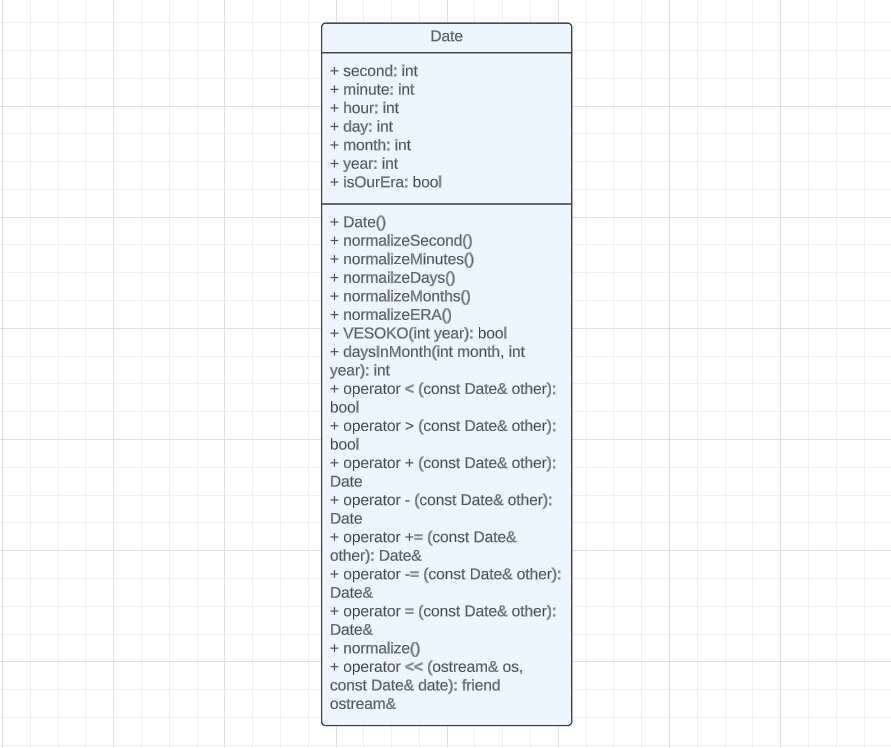 Date
+ second: int
+ minute: int
+ hour: int
+ day: int
+ month: int
+ year: int
+ isOurEra: bool
+ Date()
+ normalizeSecond()
+ normalizeMinutes()
+ normailzeDays()
+ normalizeMonths()
+ normalizeERA()
+ VESOKO(int year): bool
+ daysInMonth(int month, int
year): int
+ operator < (const Date& other):
bool
+ operator > (const Date& other):
bool
+ operator + (const Date& other):
Date
+ operator - (const Date& other):
Date
+ operator += (const Date&
other): Date&
+ operator -= (const Date& other):
Date&
+ operator = (const Date& other):
Date&
+ normalize()
+ operator << (ostream& os,
const Date& date): friend
ostream&